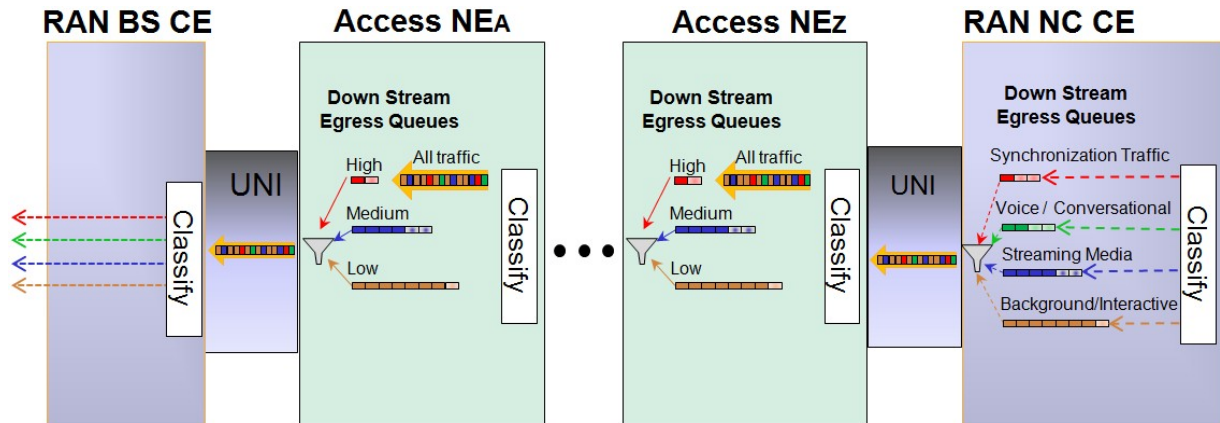 RAN BS CE
Access NEA
Access NEZ
RAN NC CE
Down Stream
Egress Queues
Down Stream
Egress Queues
Down Stream
Egress Queues
High
All traffic
High
All traffic
Synchronization Traffic
UNI
UNI
Medium
Medium
Voice / Conversational
Streaming Media
Low
Low
Background/Interactive
Classify
Classify
Classify
Classify